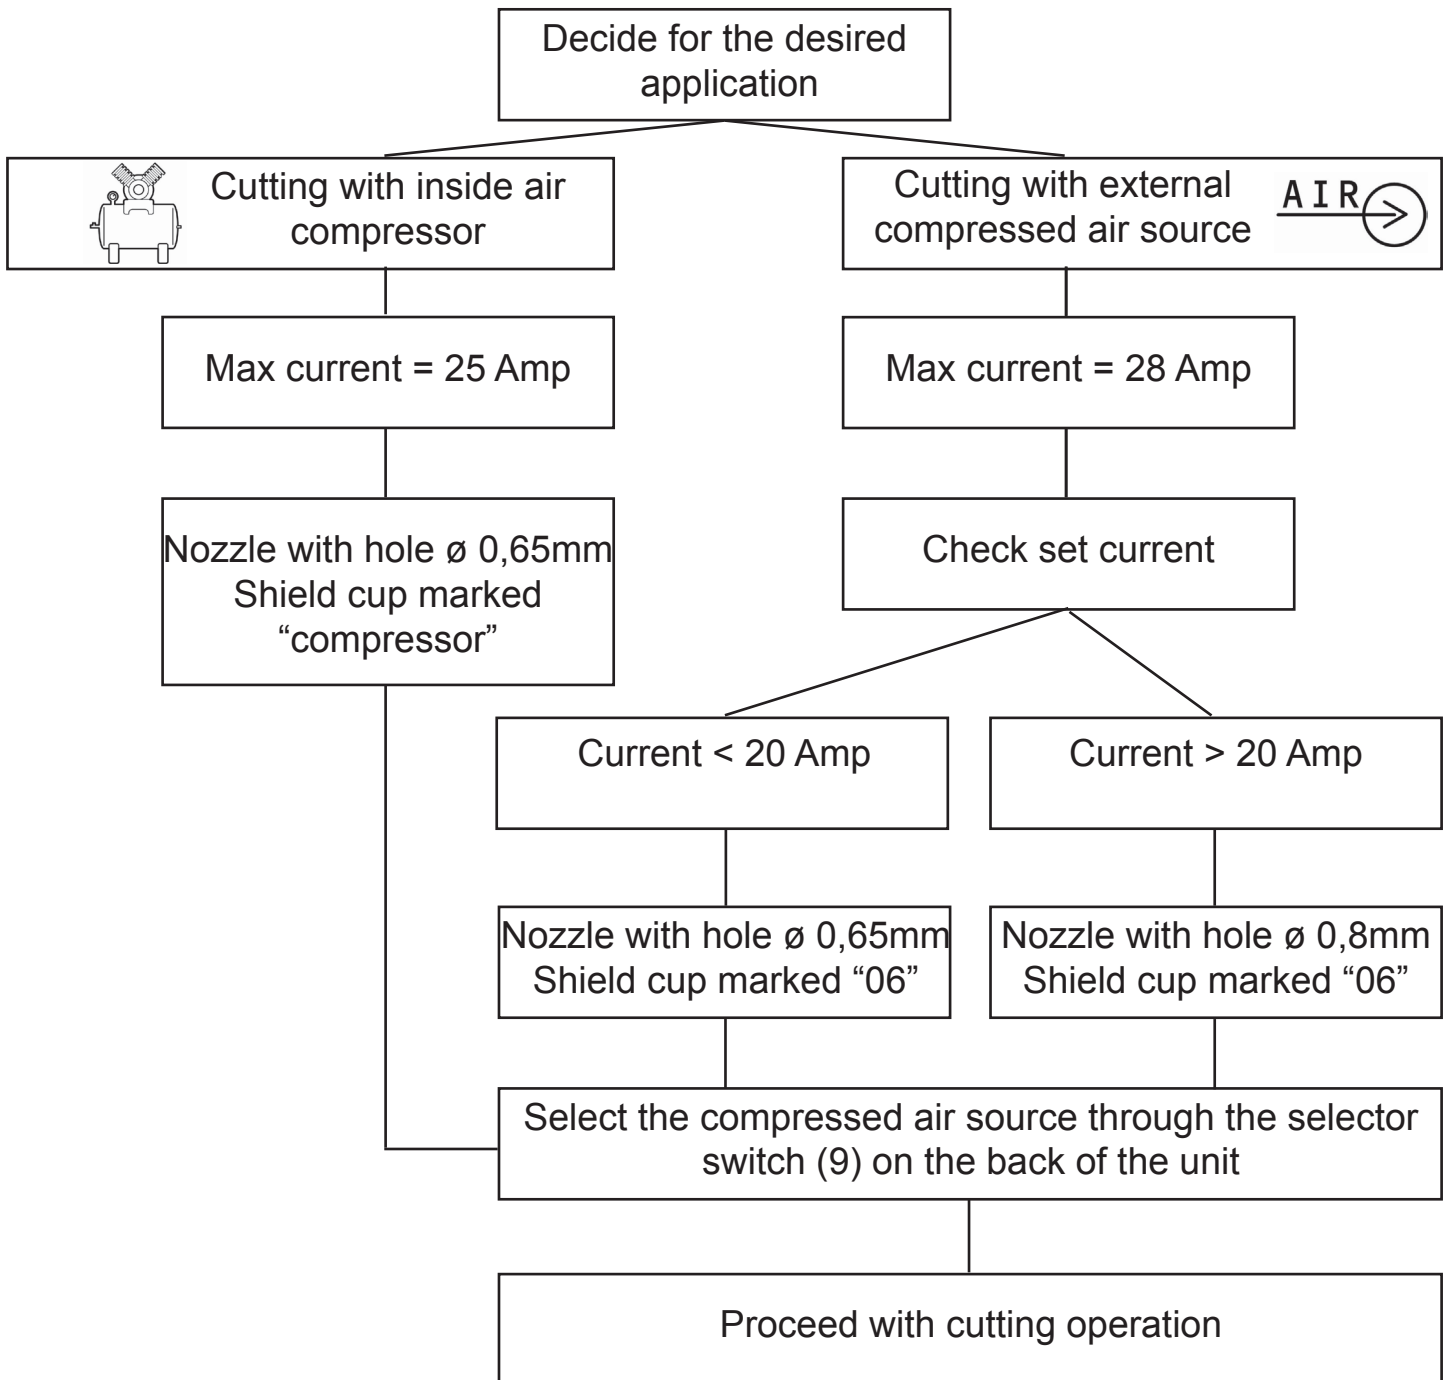 Decide for the desired
application
Cutting with inside air
compressor
Cutting with external
compressed air source
AIR
Max current = 25 Amp
Max current = 28 Amp
Nozzle with hole ø 0,65mm
Shield cup marked
“compressor”
Check set current
Current < 20 Amp
Current > 20 Amp
Nozzle with hole ø 0,65mm
Shield cup marked “06”
Nozzle with hole ø 0,8mm
Shield cup marked “06”
Select the compressed air source through the selector
switch (9) on the back of the unit
Proceed with cutting operation